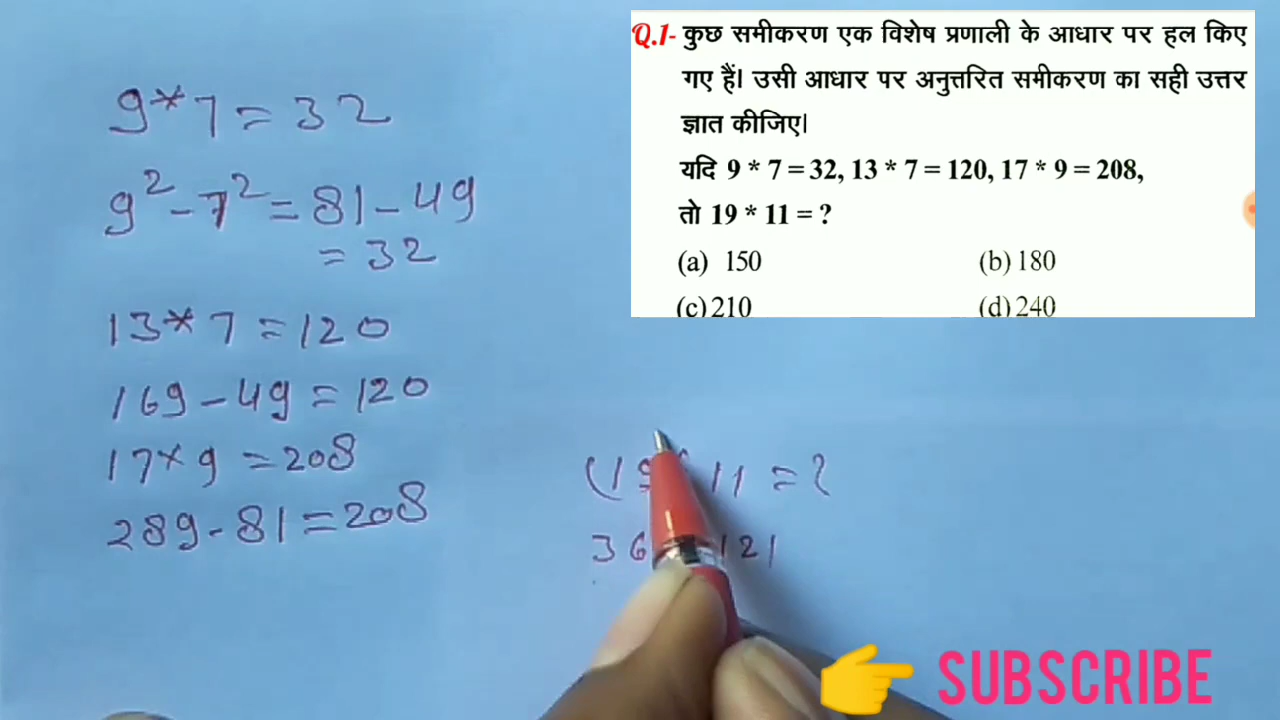 Q.1- कुछ समीकरण एक विशेष प्रणाली के आधार पर हल किए
गए हैं। उसी आधार पर अनुत्तरित समीकरण का सही उत्तर
ज्ञात कीजिए।
यदि 9 * 7 = 32, 13 * 7 = 120, 17 * 9 = 208,
तो 19 * 11 = ?
(a) 150 (b) 180
(c) 210 (d) 240
9*7=32
9²-7²=81-49
=32
13*7=120
169-49=120
17*9=208
289-81=208
11=?
121
SUBSCRIBE